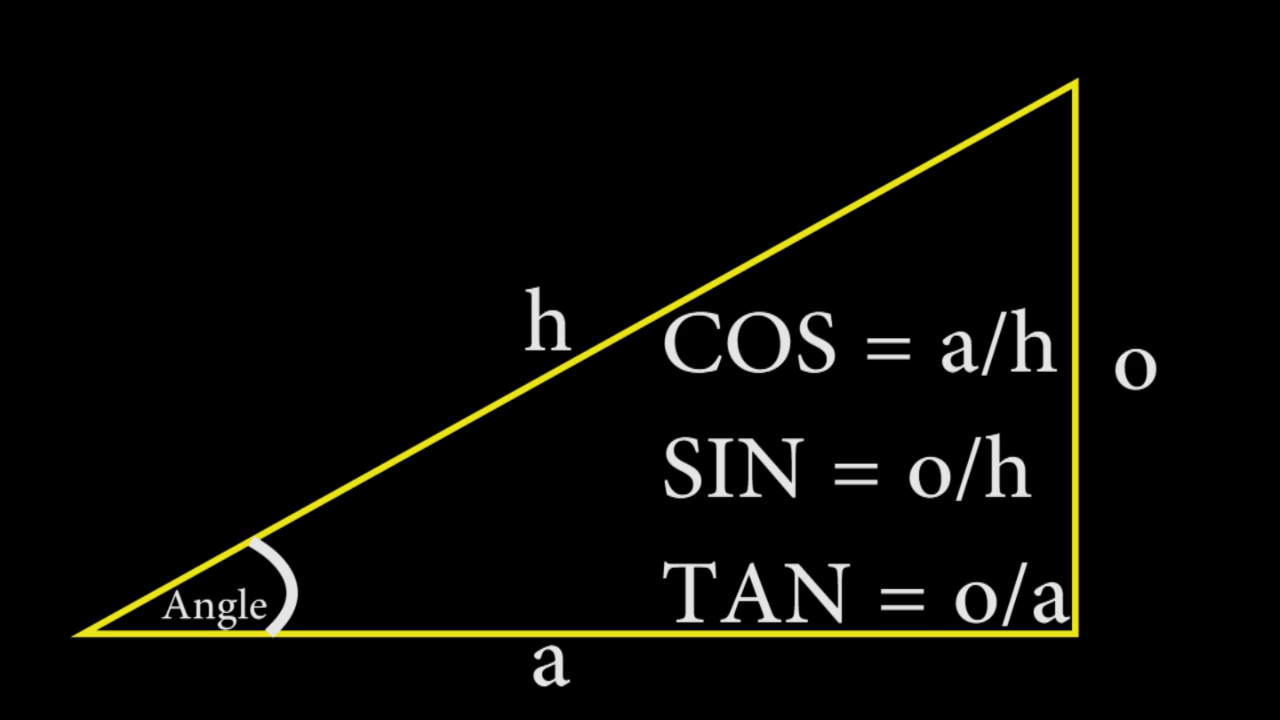 h
COS = a/h
o
SIN = o/h
TAN = o/a
Angle
a